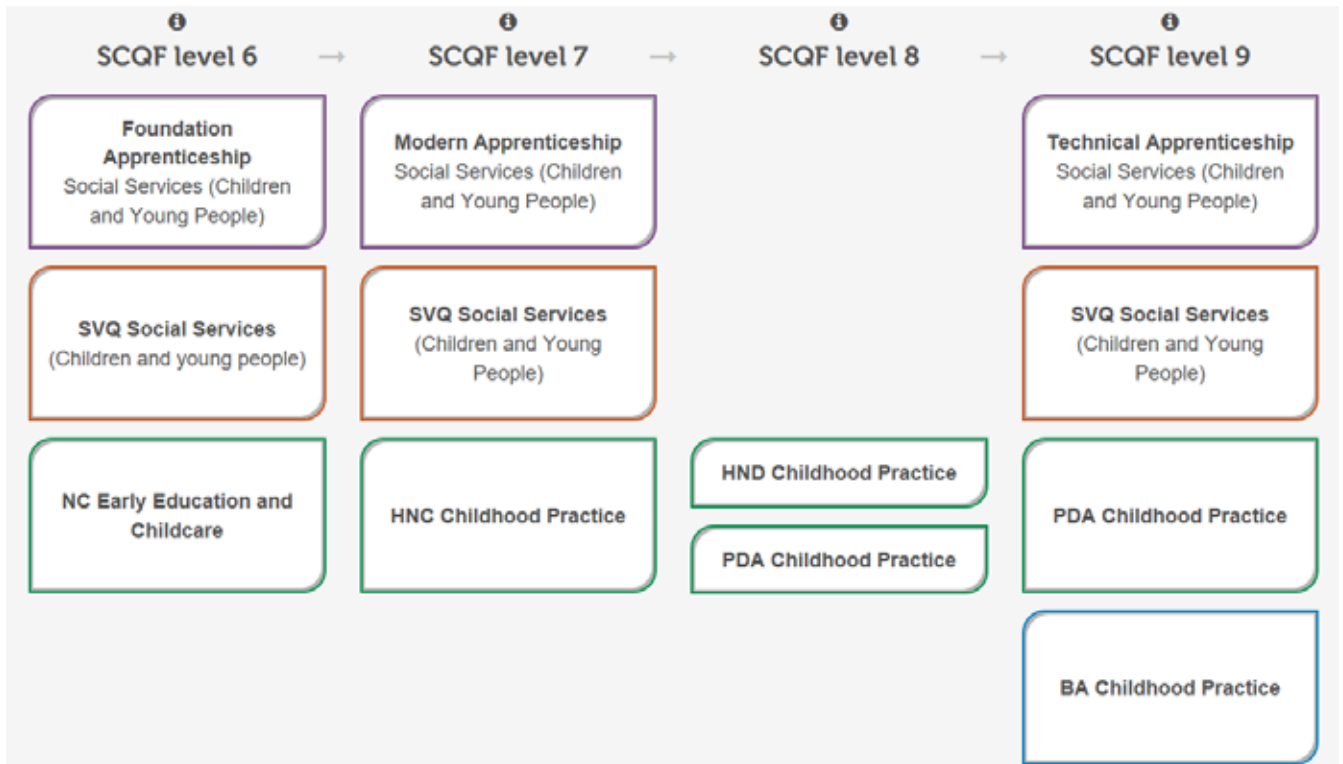 SCQF level 6 → SCQF level 7 → SCQF level 8 → SCQF level 9
Foundation
Apprenticeship
Social Services (Children
and Young People)
Modern Apprenticeship
Social Services (Children
and Young People)
Technical Apprenticeship
Social Services (Children
and Young People)
SVQ Social Services
(Children and young people)
SVQ Social Services
(Children and Young
People)
SVQ Social Services
(Children and Young
People)
NC Early Education and
Childcare
HNC Childhood Practice
HND Childhood Practice
PDA Childhood Practice
PDA Childhood Practice
BA Childhood Practice